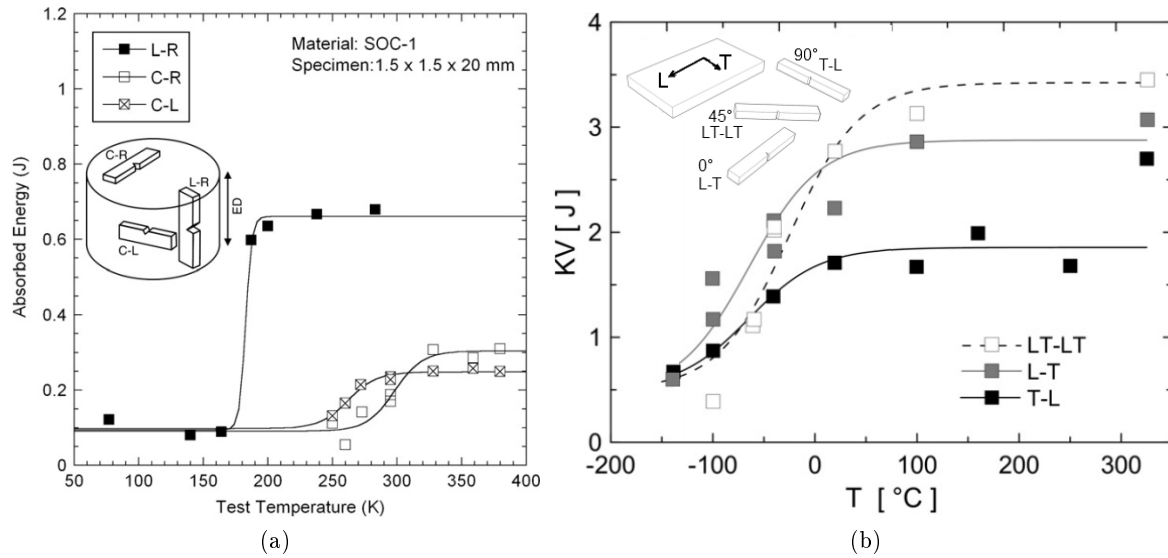 1.2
1
0.8
0.6
0.4
0.2
0
Absorbed Energy (J)
L-R
C-R
C-L
Material: SOC-1
Specimen:1.5 x 1.5 x 20 mm
C-R
L-R
C-L
ED
50 100 150 200 250 300 350 400
Test Temperature (K)
(a)
4
3
2
1
0
KV [ J ]
L
T
90°
T-L
45°
LT-LT
0°
L-T
LT-LT
L-T
T-L
-200 -100 0 100 200 300
T [ °C]
(b)